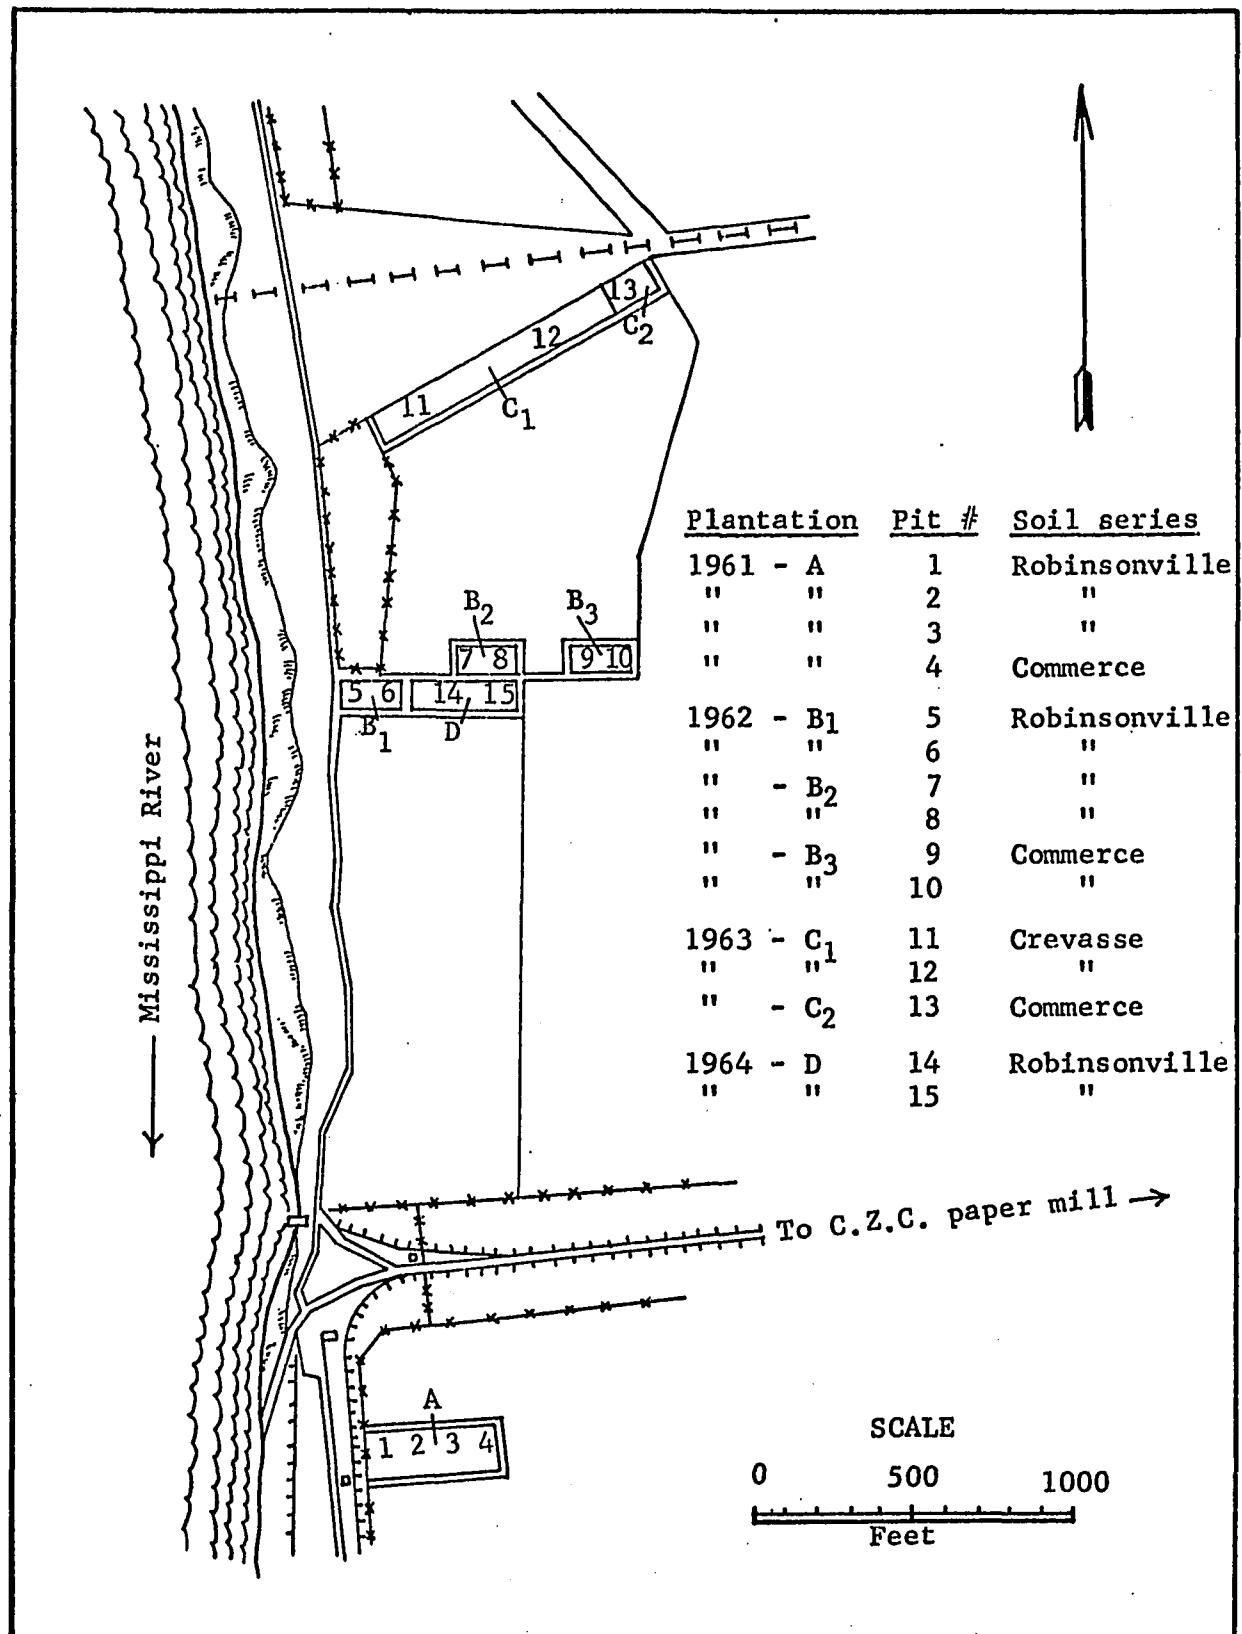 13
C2
12
11
C1
Plantation Pit # Soil series
1961 - A 1 Robinsonville
" " 2 "
" " 3 "
" " 4 Commerce
1962 - B1 5 Robinsonville
" " 6 "
" - B2 7 "
" " 8 "
" - B3 9 Commerce
" " 10 "
1963 - C1 11 Crevasse
" " 12 "
" - C2 13 Commerce
1964 - D 14 Robinsonville
" " 15 "
B2 B3
7 8 9 10
5 6 14 15
B1 D
Mississippi River
To C.Z.C. paper mill
A
1 2 3 4
SCALE
0 500 1000
Feet